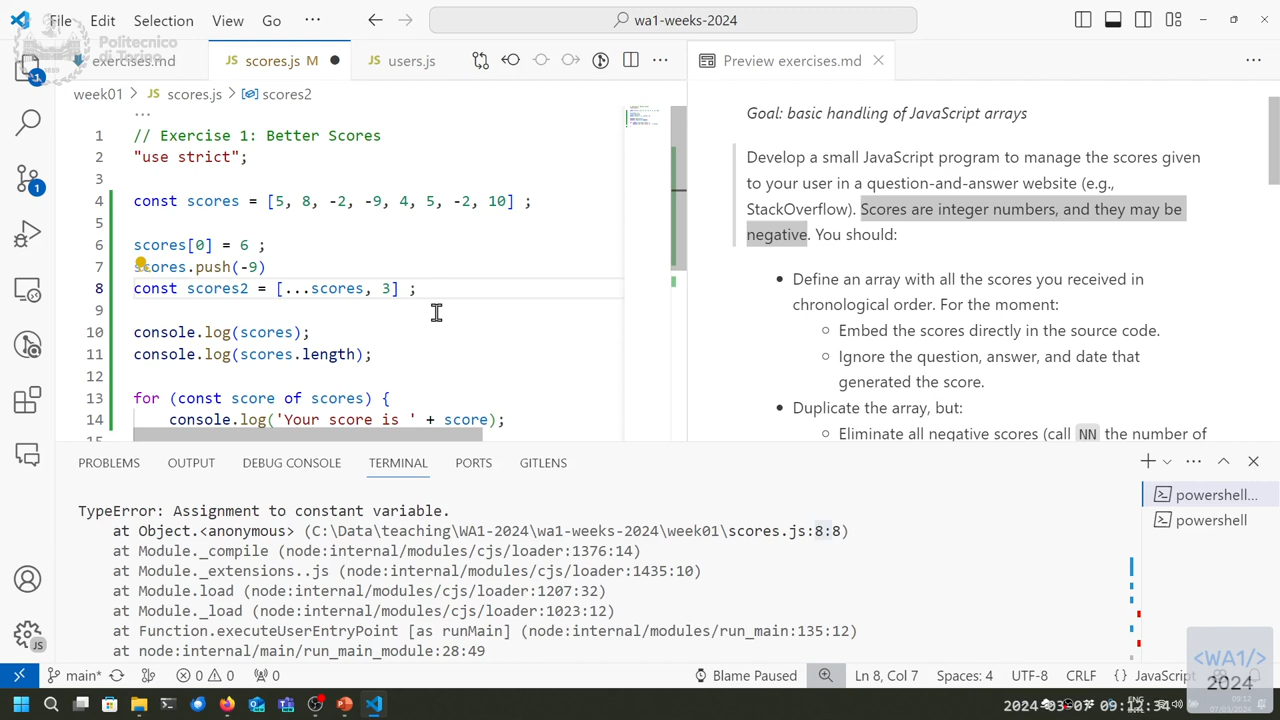 File Edit Selection View Go ··· wa1-weeks-2024
Politecnico
di Torino
exercises.md JS scores.js M JS users.js Preview exercises.md
week01 > JS scores.js > scores2
1 // Exercise 1: Better Scores
2 "use strict";
3
4 const scores = [5, 8, -2, -9, 4, 5, -2, 10] ;
5
6 scores[0] = 6 ;
7 scores.push(-9)
8 const scores2 = [...scores, 3] ;
9
10 console.log(scores);
11 console.log(scores.length);
12
13 for (const score of scores) {
14 console.log('Your score is ' + score);
15
Goal: basic handling of JavaScript arrays
Develop a small JavaScript program to manage the scores given
to your user in a question-and-answer website (e.g.,
StackOverflow). Scores are integer numbers, and they may be
negative. You should:
• Define an array with all the scores you received in
chronological order. For the moment:
○ Embed the scores directly in the source code.
○ Ignore the question, answer, and date that
generated the score.
• Duplicate the array, but:
○ Eliminate all negative scores (call NN the number of
PROBLEMS OUTPUT DEBUG CONSOLE TERMINAL PORTS GITLENS
TypeError: Assignment to constant variable.
at Object.<anonymous> (C:\Data\teaching\WA1-2024\wa1-weeks-2024\week01\scores.js:8:8)
at Module._compile (node:internal/modules/cjs/loader:1376:14)
at Module._extensions..js (node:internal/modules/cjs/loader:1435:10)
at Module.load (node:internal/modules/cjs/loader:1207:32)
at Module._load (node:internal/modules/cjs/loader:1023:12)
at Function.executeUserEntryPoint [as runMain] (node:internal/modules/run_main:135:12)
at node:internal/main/run_main_module:28:49
powershell...
powershell
main* 0 0 0 Blame Paused Ln 8, Col 7 Spaces: 4 UTF-8 CRLF {} JavaScript
<WA1/>
2024
2024-03-07 09:12:34